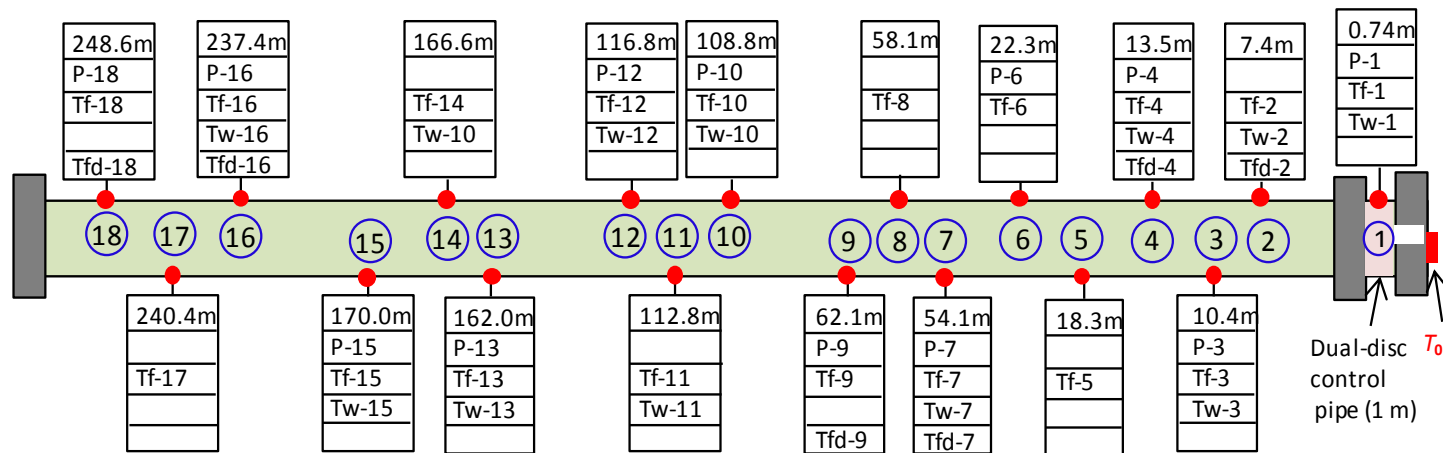 248.6m
P-18
Tf-18
Tfd-18
237.4m
P-16
Tf-16
Tw-16
Tfd-16
166.6m
Tf-14
Tw-10
116.8m
P-12
Tf-12
Tw-12
108.8m
P-10
Tf-10
Tw-10
58.1m
Tf-8
22.3m
P-6
Tf-6
13.5m
P-4
Tf-4
Tw-4
Tfd-4
7.4m
Tf-2
Tw-2
Tfd-2
0.74m
P-1
Tf-1
Tw-1
18 17 16 15 14 13 12 11 10 9 8 7 6 5 4 3 2 1
240.4m
Tf-17
170.0m
P-15
Tf-15
Tw-15
162.0m
P-13
Tf-13
Tw-13
112.8m
Tf-11
Tw-11
62.1m
P-9
Tf-9
Tfd-9
54.1m
P-7
Tf-7
Tw-7
Tfd-7
18.3m
Tf-5
10.4m
P-3
Tf-3
Tw-3
Dual-disc
control
pipe (1 m)
T0